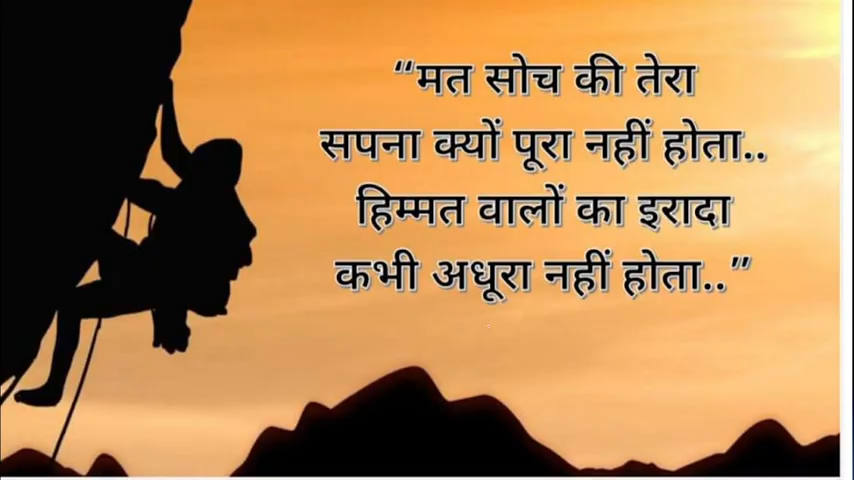 “मत सोच की तेरा
सपना क्यों पूरा नहीं होता..
हिम्मत वालों का इरादा
कभी अधूरा नहीं होता..”